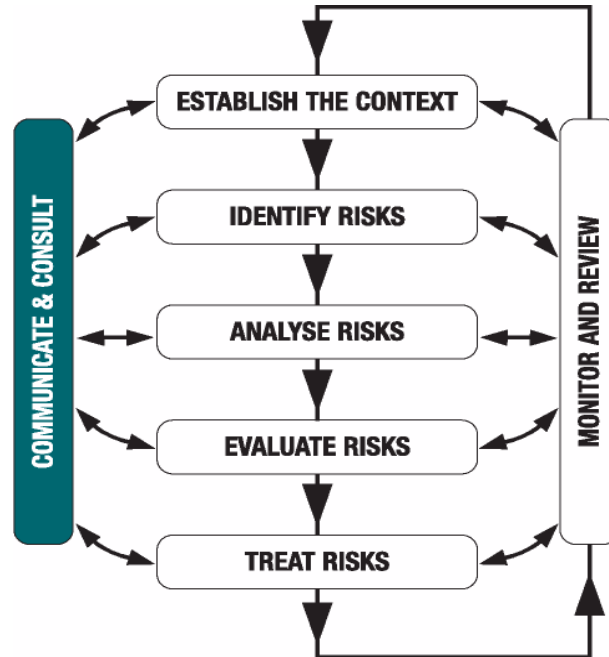 ESTABLISH THE CONTEXT
IDENTIFY RISKS
ANALYSE RISKS
EVALUATE RISKS
TREAT RISKS
COMMUNICATE & CONSULT
MONITOR AND REVIEW